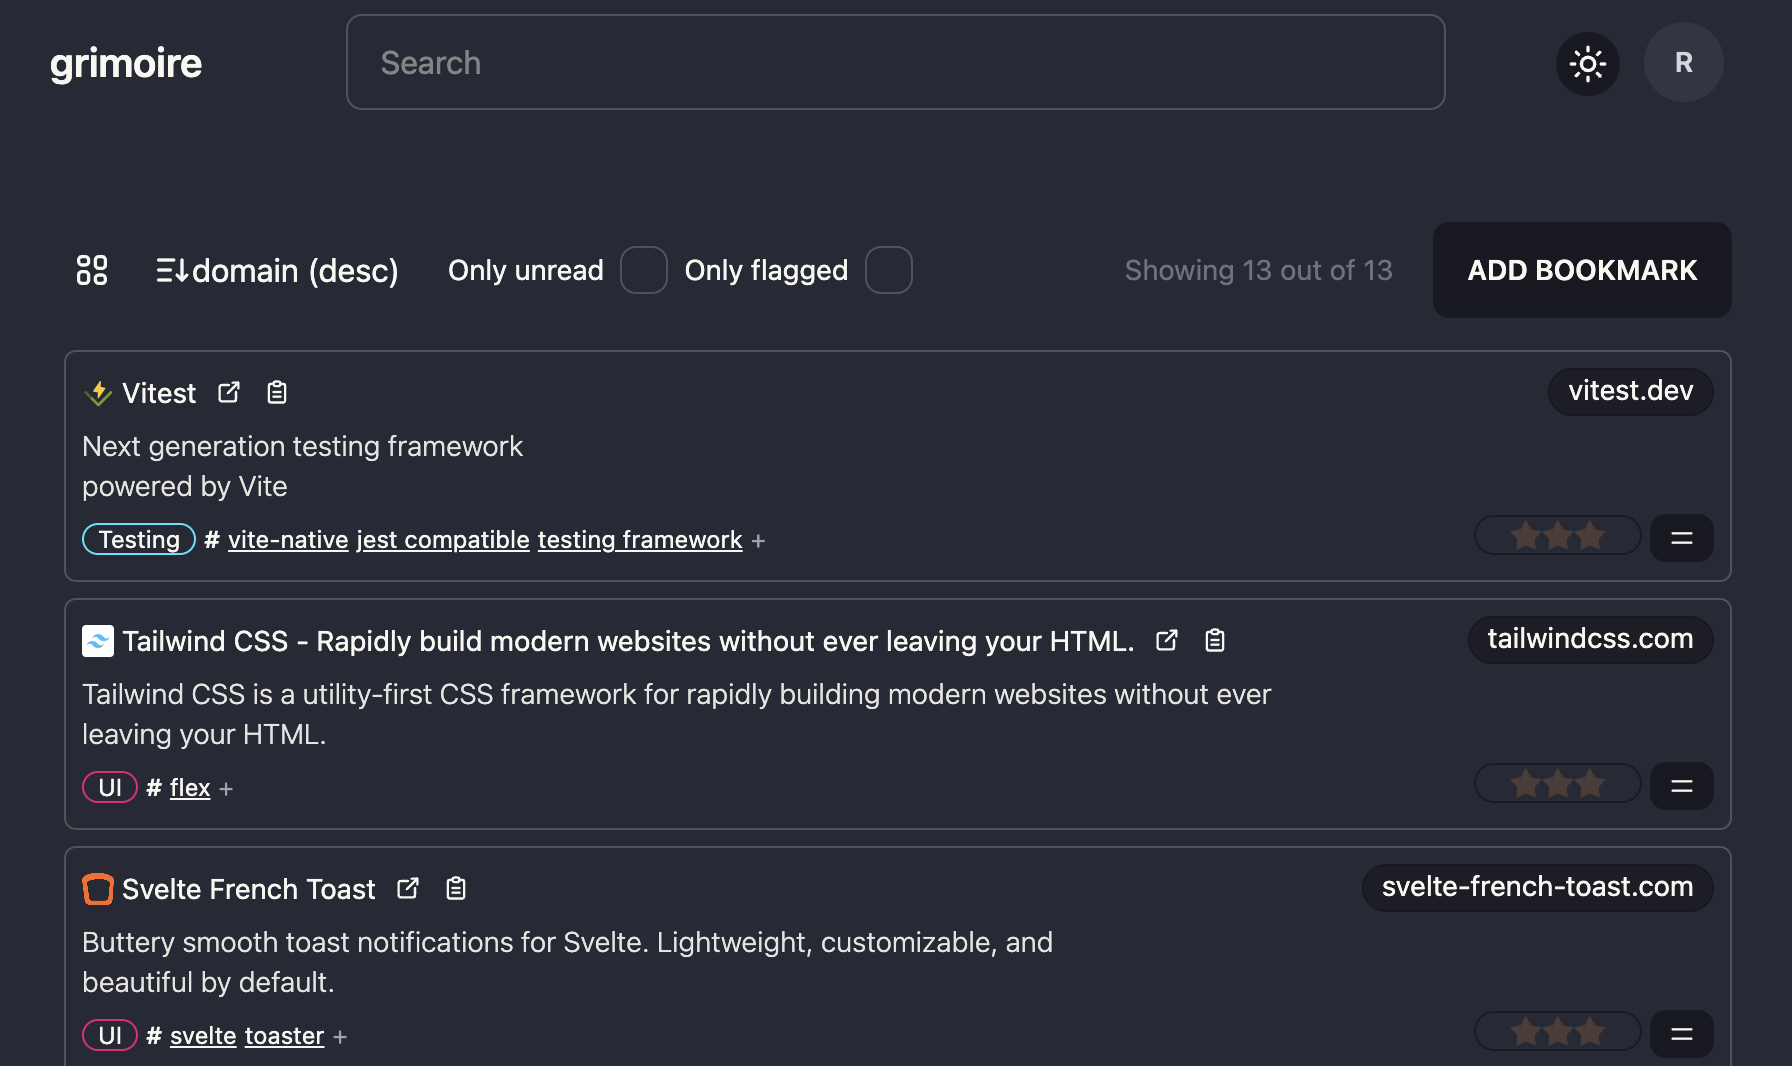 grimoire
Search
R
domain (desc)
Only unread
Only flagged
Showing 13 out of 13
ADD BOOKMARK
Vitest
vitest.dev
Next generation testing framework
powered by Vite
Testing # vite-native jest compatible testing framework +
Tailwind CSS - Rapidly build modern websites without ever leaving your HTML.
tailwindcss.com
Tailwind CSS is a utility-first CSS framework for rapidly building modern websites without ever
leaving your HTML.
UI # flex +
Svelte French Toast
svelte-french-toast.com
Buttery smooth toast notifications for Svelte. Lightweight, customizable, and
beautiful by default.
UI # svelte toaster +